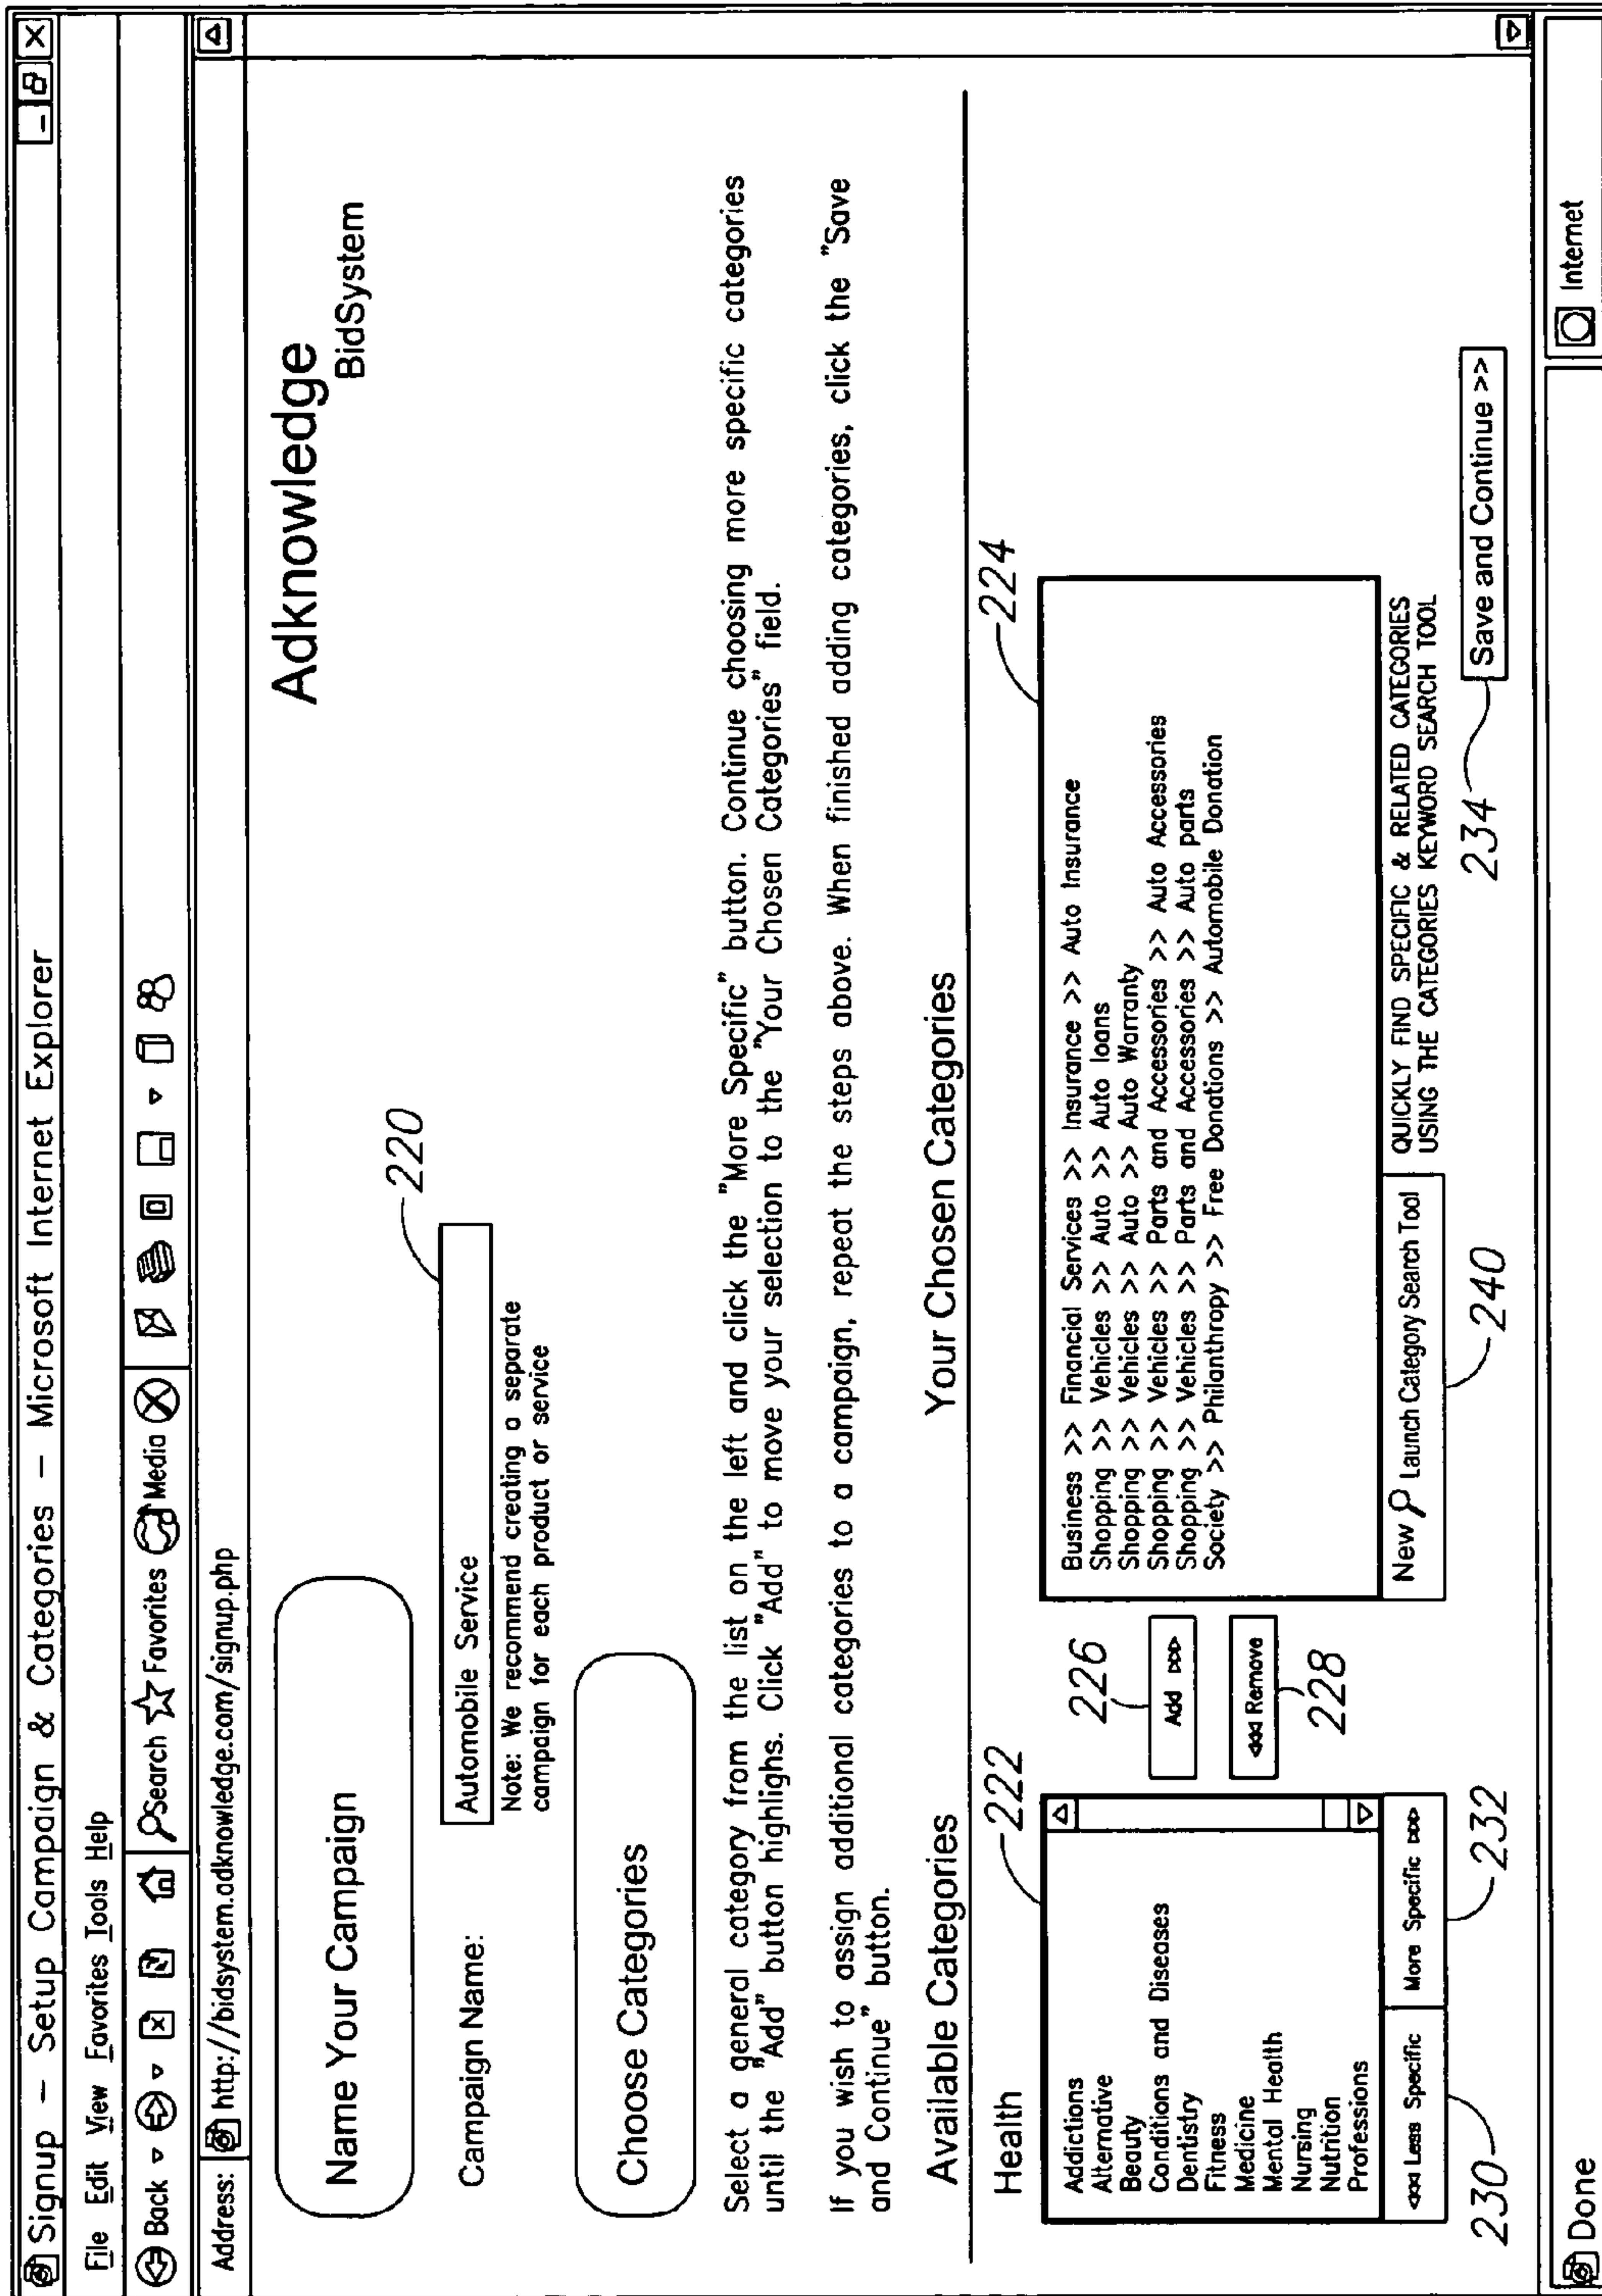 Signup – Setup Campaign & Categories – Microsoft Internet Explorer
File Edit View Favorites Tools Help
Back Search Favorites Media
Address: http://bidsystem.adknowledge.com/signup.php
Adknowledge
BidSystem
Name Your Campaign
220
Campaign Name: Automobile Service
Note: We recommend creating a separate
campaign for each product or service
Choose Categories
Select a general category from the list on the left and click the "More Specific" button. Continue choosing more specific categories
until the "Add" button highlighs. Click "Add" to move your selection to the "Your Chosen Categories" field.
If you wish to assign additional categories to a campaign, repeat the steps above. When finished adding categories, click the "Save
and Continue" button.
Available Categories
Your Chosen Categories
Health
222
224
Addictions
Alternative
Beauty
Conditions and Diseases
Dentistry
Fitness
Medicine
Mental Health
Nursing
Nutrition
Professions
<<< Less Specific
More Specific >>>
230
232
226
Add >>>
<<< Remove
228
Business >> Financial Services >> Insurance >> Auto Insurance
Shopping >> Vehicles >> Auto >> Auto loans
Shopping >> Vehicles >> Auto >> Auto Warranty
Shopping >> Vehicles >> Parts and Accessories >> Auto Accessories
Shopping >> Vehicles >> Parts and Accessories >> Auto parts
Society >> Philanthropy >> Free Donations >> Automobile Donation
New Launch Category Search Tool
QUICKLY FIND SPECIFIC & RELATED CATEGORIES
USING THE CATEGORIES KEYWORD SEARCH TOOL
240
234
Save and Continue >>
Done
Internet